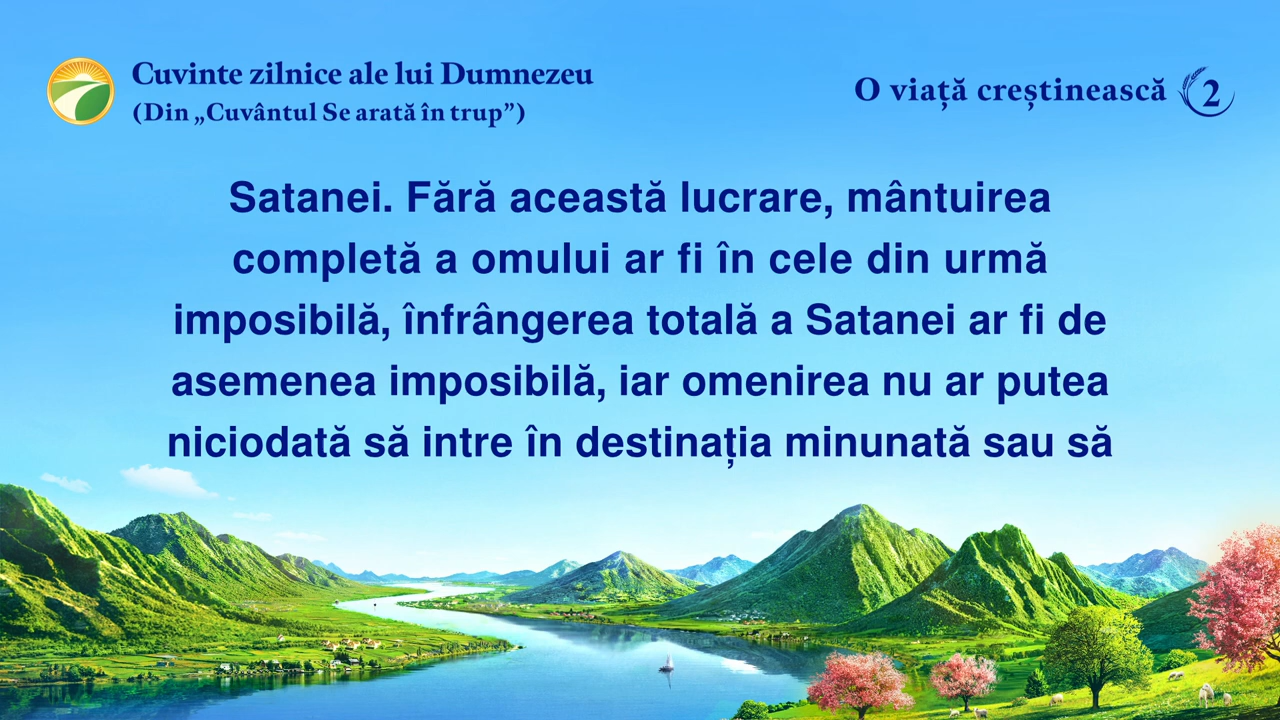 Cuvinte zilnice ale lui Dumnezeu
(Din „Cuvântul Se arată în trup”)
O viață creștinească 2
Satanei. Fără această lucrare, mântuirea
completă a omului ar fi în cele din urmă
imposibilă, înfrângerea totală a Satanei ar fi de
asemenea imposibilă, iar omenirea nu ar putea
niciodată să intre în destinația minunată sau să